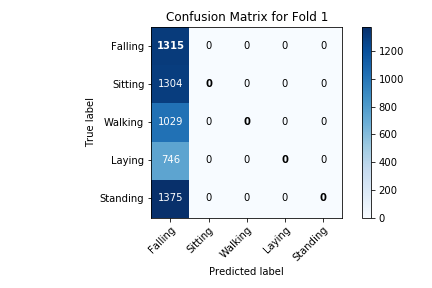 Confusion Matrix for Fold 1
True label
Falling 1315 0 0 0 0
Sitting 1304 0 0 0 0
Walking 1029 0 0 0 0
Laying 746 0 0 0 0
Standing 1375 0 0 0 0
Falling Sitting Walking Laying Standing
Predicted label
1200
1000
800
600
400
200
0